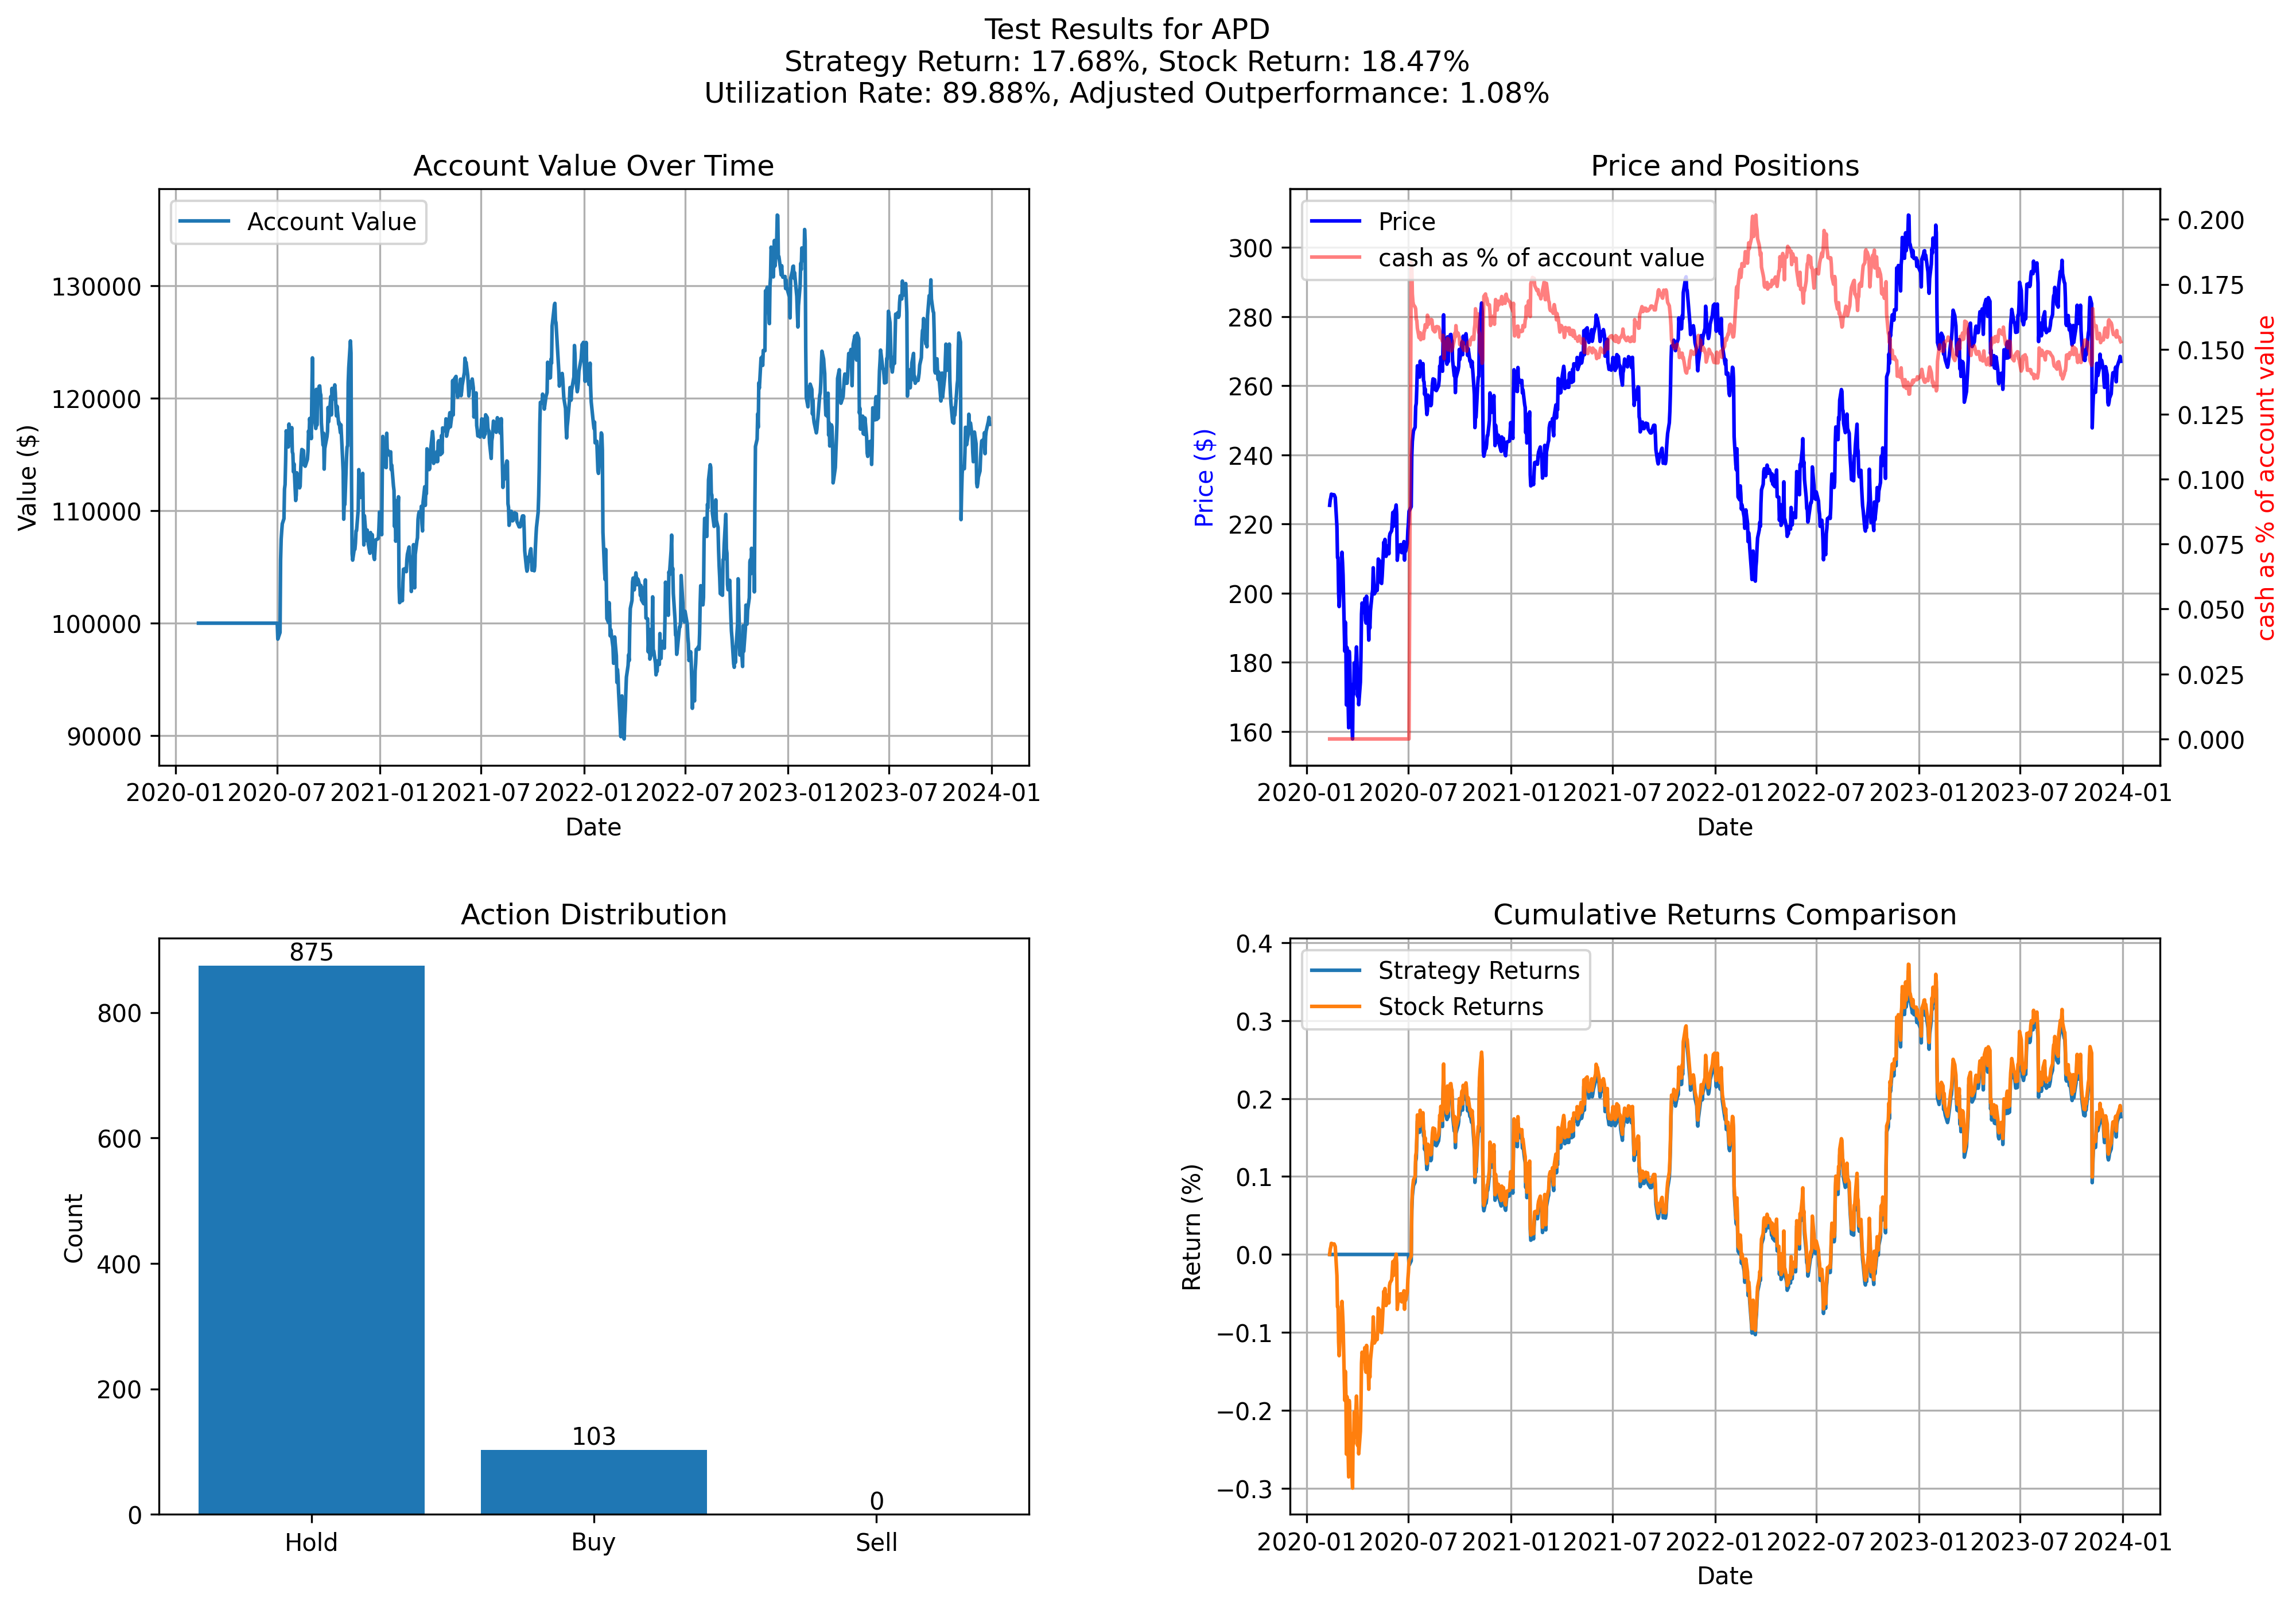 Test Results for APD
Strategy Return: 17.68%, Stock Return: 18.47%
Utilization Rate: 89.88%, Adjusted Outperformance: 1.08%
Account Value Over Time
Account Value
Value ($)
130000
120000
110000
100000
90000
2020-01 2020-07 2021-01 2021-07 2022-01 2022-07 2023-01 2023-07 2024-01
Date
Price and Positions
Price
cash as % of account value
Price ($)
300
280
260
240
220
200
180
160
0.200
0.175
0.150
0.125
0.100
0.075
0.050
0.025
0.000
cash as % of account value
2020-01 2020-07 2021-01 2021-07 2022-01 2022-07 2023-01 2023-07 2024-01
Date
Action Distribution
Count
800
600
400
200
0
875
103
0
Hold Buy Sell
Cumulative Returns Comparison
Strategy Returns
Stock Returns
Return (%)
0.4
0.3
0.2
0.1
0.0
−0.1
−0.2
−0.3
2020-01 2020-07 2021-01 2021-07 2022-01 2022-07 2023-01 2023-07 2024-01
Date